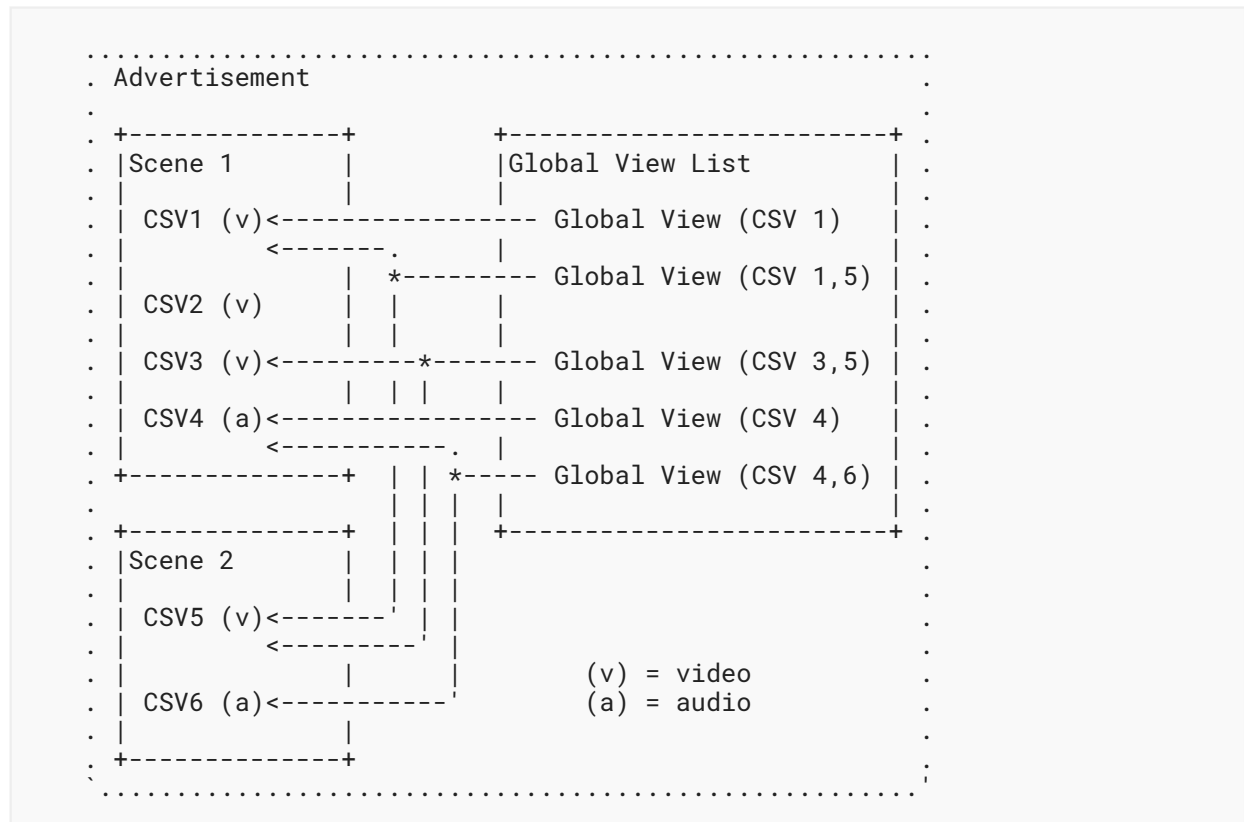 ........................................................
. Advertisement                                        .
.                                                      .
. +--------------+         +-------------------------+ .
. |Scene 1       |         |Global View List         | .
. |              |         |                         | .
. | CSV1 (v)<----------------- Global View (CSV 1)   | .
. |         <-------.      |                         | .
. |              |  *--------- Global View (CSV 1,5) | .
. | CSV2 (v)     |  |      |                         | .
. |              |  |      |                         | .
. | CSV3 (v)<---------*------- Global View (CSV 3,5) | .
. |              |  | |    |                         | .
. | CSV4 (a)<----------------- Global View (CSV 4)   | .
. |         <-----------.  |                         | .
. +--------------+  | | *----- Global View (CSV 4,6) | .
.                   | | |  |                         | .
. +--------------+  | | |  +-------------------------+ .
. |Scene 2       |  | | |                              .
. |              |  | | |                              .
. | CSV5 (v)<-------' | |                              .
. |         <---------' |                              .
. |              |      |        (v) = video           .
. | CSV6 (a)<-----------'        (a) = audio           .
. |              |                                     .
. +--------------+                                     .
`......................................................'